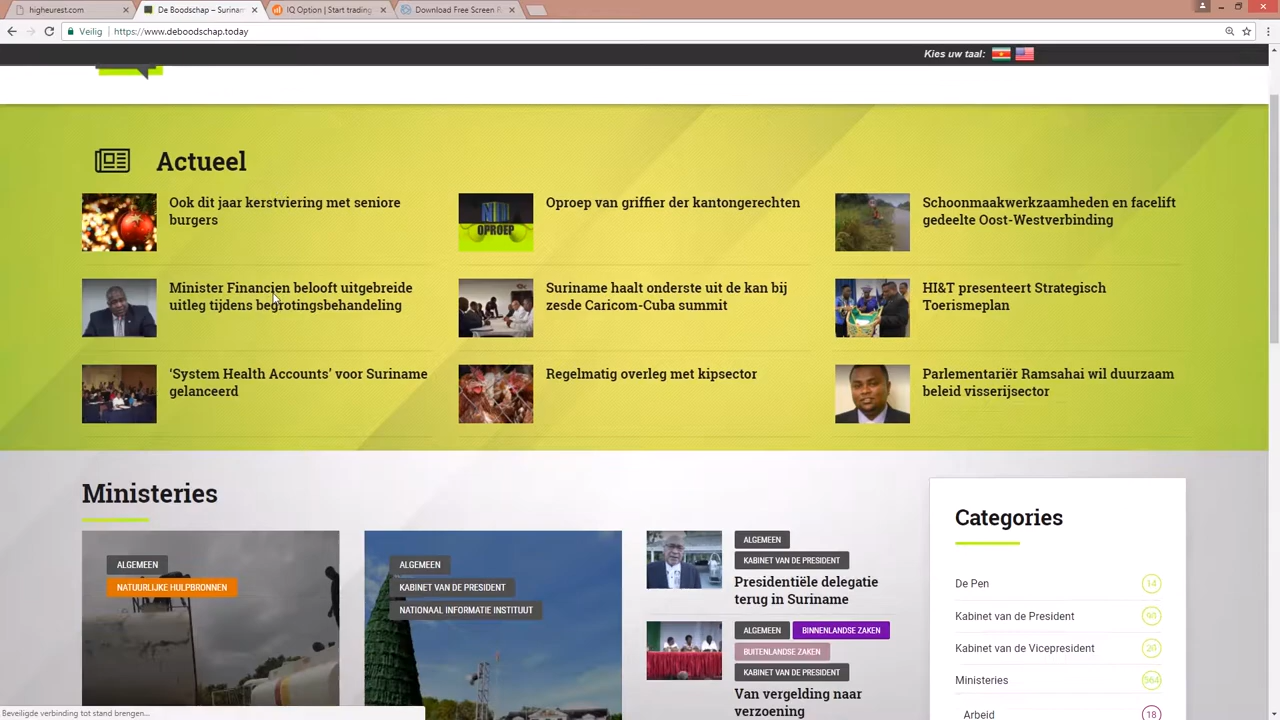 higheurest.com
De Boodschap – Surinam
IQ Option | Start trading
Download Free Screen R
Veilig
https://www.deboodschap.today
Kies uw taal:
Actueel
Ook dit jaar kerstviering met seniore
burgers
OPROEP
Oproep van griffier der kantongerechten
Schoonmaakwerkzaamheden en facelift
gedeelte Oost-Westverbinding
Minister Financien belooft uitgebreide
uitleg tijdens begrotingsbehandeling
Suriname haalt onderste uit de kan bij
zesde Caricom-Cuba summit
HI&T presenteert Strategisch
Toerismeplan
‘System Health Accounts’ voor Suriname
gelanceerd
Regelmatig overleg met kipsector
Parlementariër Ramsahai wil duurzaam
beleid visserijsector
Ministeries
ALGEMEEN
NATUURLIJKE HULPBRONNEN
ALGEMEEN
KABINET VAN DE PRESIDENT
NATIONAAL INFORMATIE INSTITUUT
ALGEMEEN
KABINET VAN DE PRESIDENT
Presidentiële delegatie
terug in Suriname
ALGEMEEN
BINNENLANDSE ZAKEN
BUITENLANDSE ZAKEN
KABINET VAN DE PRESIDENT
Van vergelding naar
verzoening
Categories
De Pen 14
Kabinet van de President
Kabinet van de Vicepresident
Ministeries 564
Arbeid 18
Beveiligde verbinding tot stand brengen...